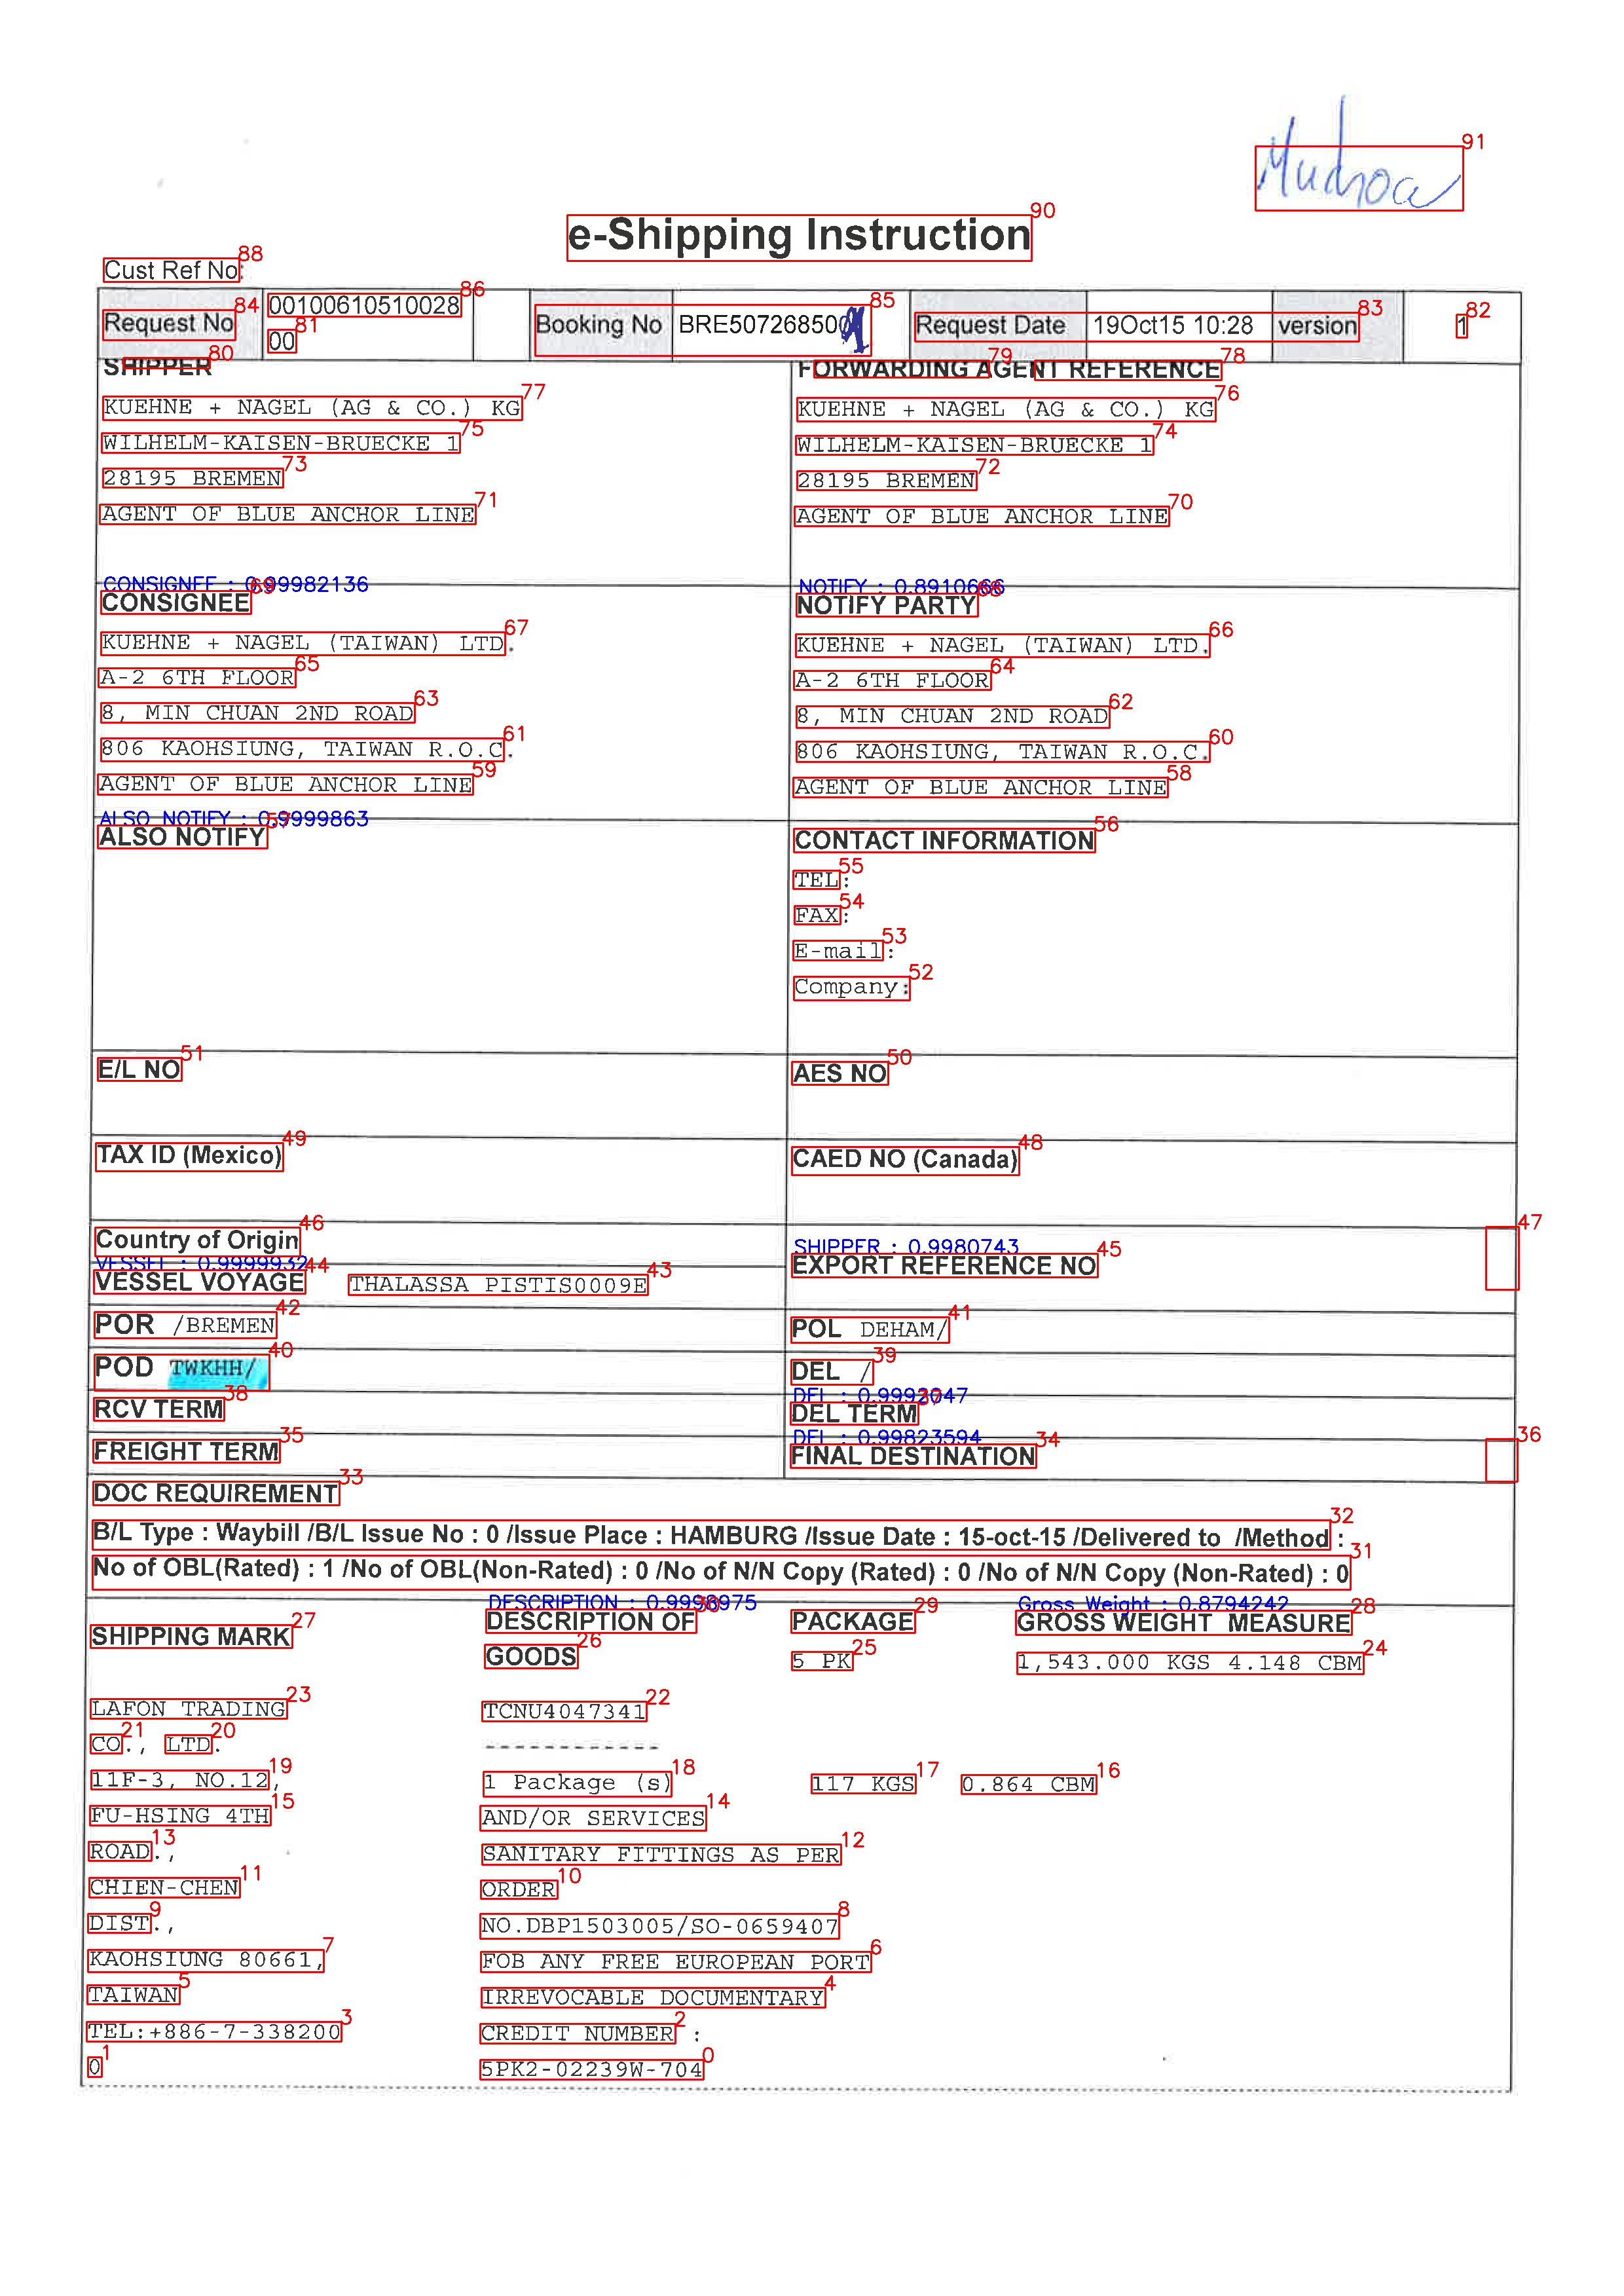 91
e-Shipping Instruction 90
Cust Ref No: 88
Request No 84 00100610510028 86
00 81
Booking No 85
Request Date 19Oct15 10:28 version 83 1 82
SHIPPER 80
KUEHNE + NAGEL (AG & CO.) KG 77
WILHELM-KAISEN-BRUECKE 1 75
28195 BREMEN 73
AGENT OF BLUE ANCHOR LINE 71
FORWARDING AGENT REFERENCE 79 78
KUEHNE + NAGEL (AG & CO.) KG 76
WILHELM-KAISEN-BRUECKE 1 74
28195 BREMEN 72
AGENT OF BLUE ANCHOR LINE 70
CONSIGNEE : 0.99982136
CONSIGNEE 69
KUEHNE + NAGEL (TAIWAN) LTD. 67
A-2 6TH FLOOR 65
8, MIN CHUAN 2ND ROAD 63
806 KAOHSIUNG, TAIWAN R.O.C. 61
AGENT OF BLUE ANCHOR LINE 59
NOTIFY : 0.8910666
NOTIFY PARTY 68
KUEHNE + NAGEL (TAIWAN) LTD. 66
A-2 6TH FLOOR 64
8, MIN CHUAN 2ND ROAD 62
806 KAOHSIUNG, TAIWAN R.O.C. 60
AGENT OF BLUE ANCHOR LINE 58
ALSO NOTIFY : 0.9999863
ALSO NOTIFY 57
CONTACT INFORMATION 56
TEL: 55
FAX: 54
E-mail: 53
Company: 52
E/L NO 51
AES NO 50
TAX ID (Mexico) 49
CAED NO (Canada) 48
Country of Origin 46
47
VESSEL : 0.9999932
VESSEL VOYAGE 44 THALASSA PISTIS0009E 43
SHIPPER : 0.9980743
EXPORT REFERENCE NO 45
POR /BREMEN 42
POL DEHAM/ 41
POD TWKHH/ 40
DEL / 39
RCV TERM 38
DEL : 0.9992047
DEL TERM 37
FREIGHT TERM 35
DEL : 0.99823594
FINAL DESTINATION 34
36
DOC REQUIREMENT 33
B/L Type : Waybill /B/L Issue No : 0 /Issue Place : HAMBURG /Issue Date : 15-oct-15 /Delivered to /Method : 32
No of OBL(Rated) : 1 /No of OBL(Non-Rated) : 0 /No of N/N Copy (Rated) : 0 /No of N/N Copy (Non-Rated) : 0 31
DESCRIPTION : 0.9998975 Gross Weight : 0.8794242
SHIPPING MARK 27 DESCRIPTION OF 30 PACKAGE 29 GROSS WEIGHT MEASURE 28
GOODS 26 5 PK 25 1,543.000 KGS 4.148 CBM 24
LAFON TRADING 23 TCNU4047341 22
CO., 21 LTD. 20 -------------
11F-3, NO.12, 19 1 Package (s) 18 117 KGS 17 0.864 CBM 16
FU-HSING 4TH 15 AND/OR SERVICES 14
ROAD., 13 SANITARY FITTINGS AS PER 12
CHIEN-CHEN 11 ORDER 10
DIST., 9 NO.DBP1503005/SO-0659407 8
KAOHSIUNG 80661, 7 FOB ANY FREE EUROPEAN PORT 6
TAIWAN 5 IRREVOCABLE DOCUMENTARY 4
TEL:+886-7-338200 3 CREDIT NUMBER : 2
0 1 5PK2-02239W-704 0